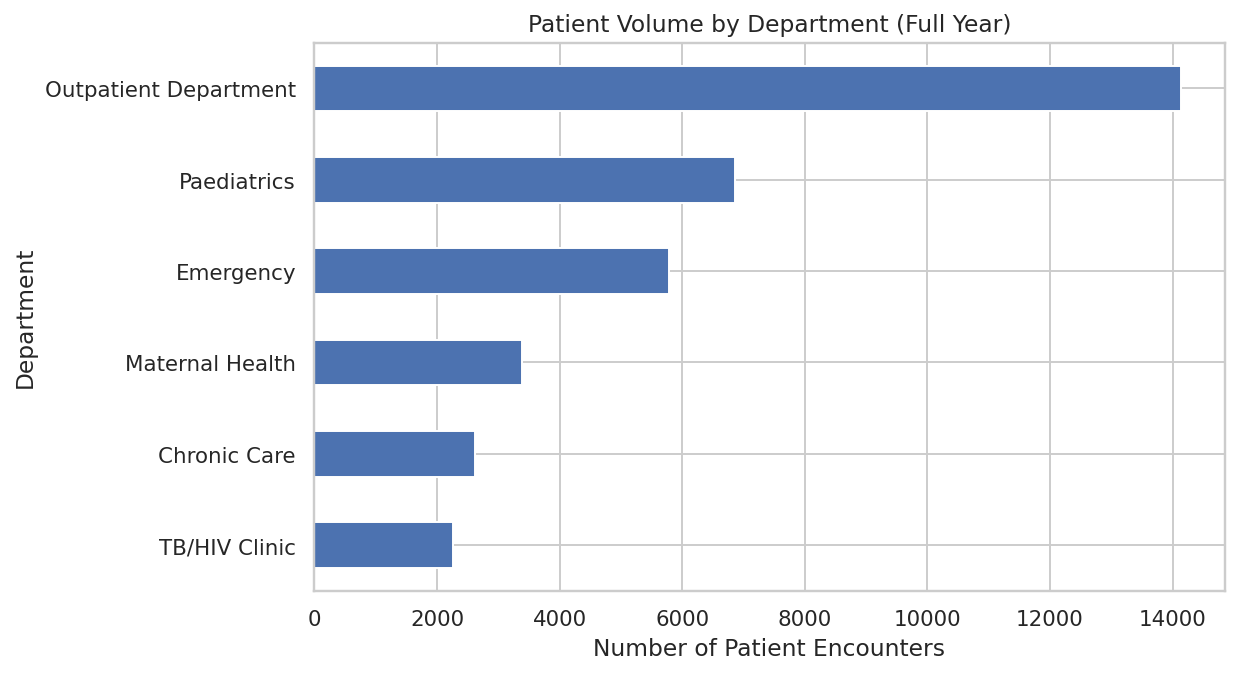 Patient Volume by Department (Full Year)
Outpatient Department
Paediatrics
Emergency
Maternal Health
Chronic Care
TB/HIV Clinic
Department
0 2000 4000 6000 8000 10000 12000 14000
Number of Patient Encounters